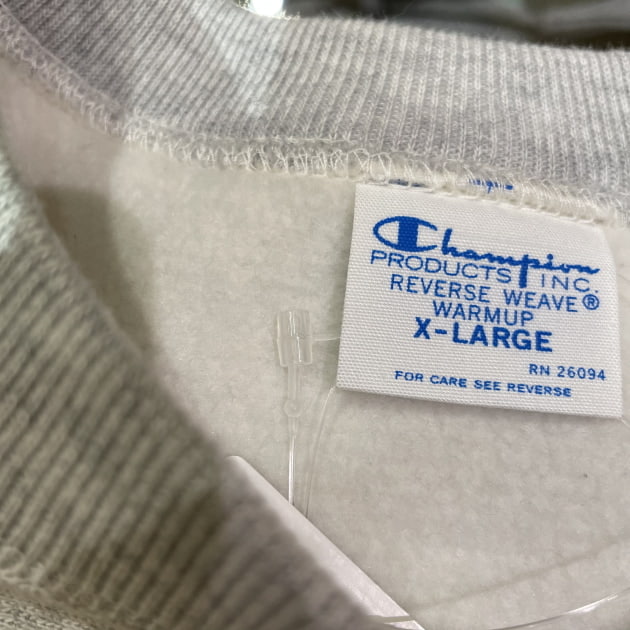 Champion
PRODUCTS INC.
REVERSE WEAVE®
WARMUP
X-LARGE
RN 26094
FOR CARE SEE REVERSE